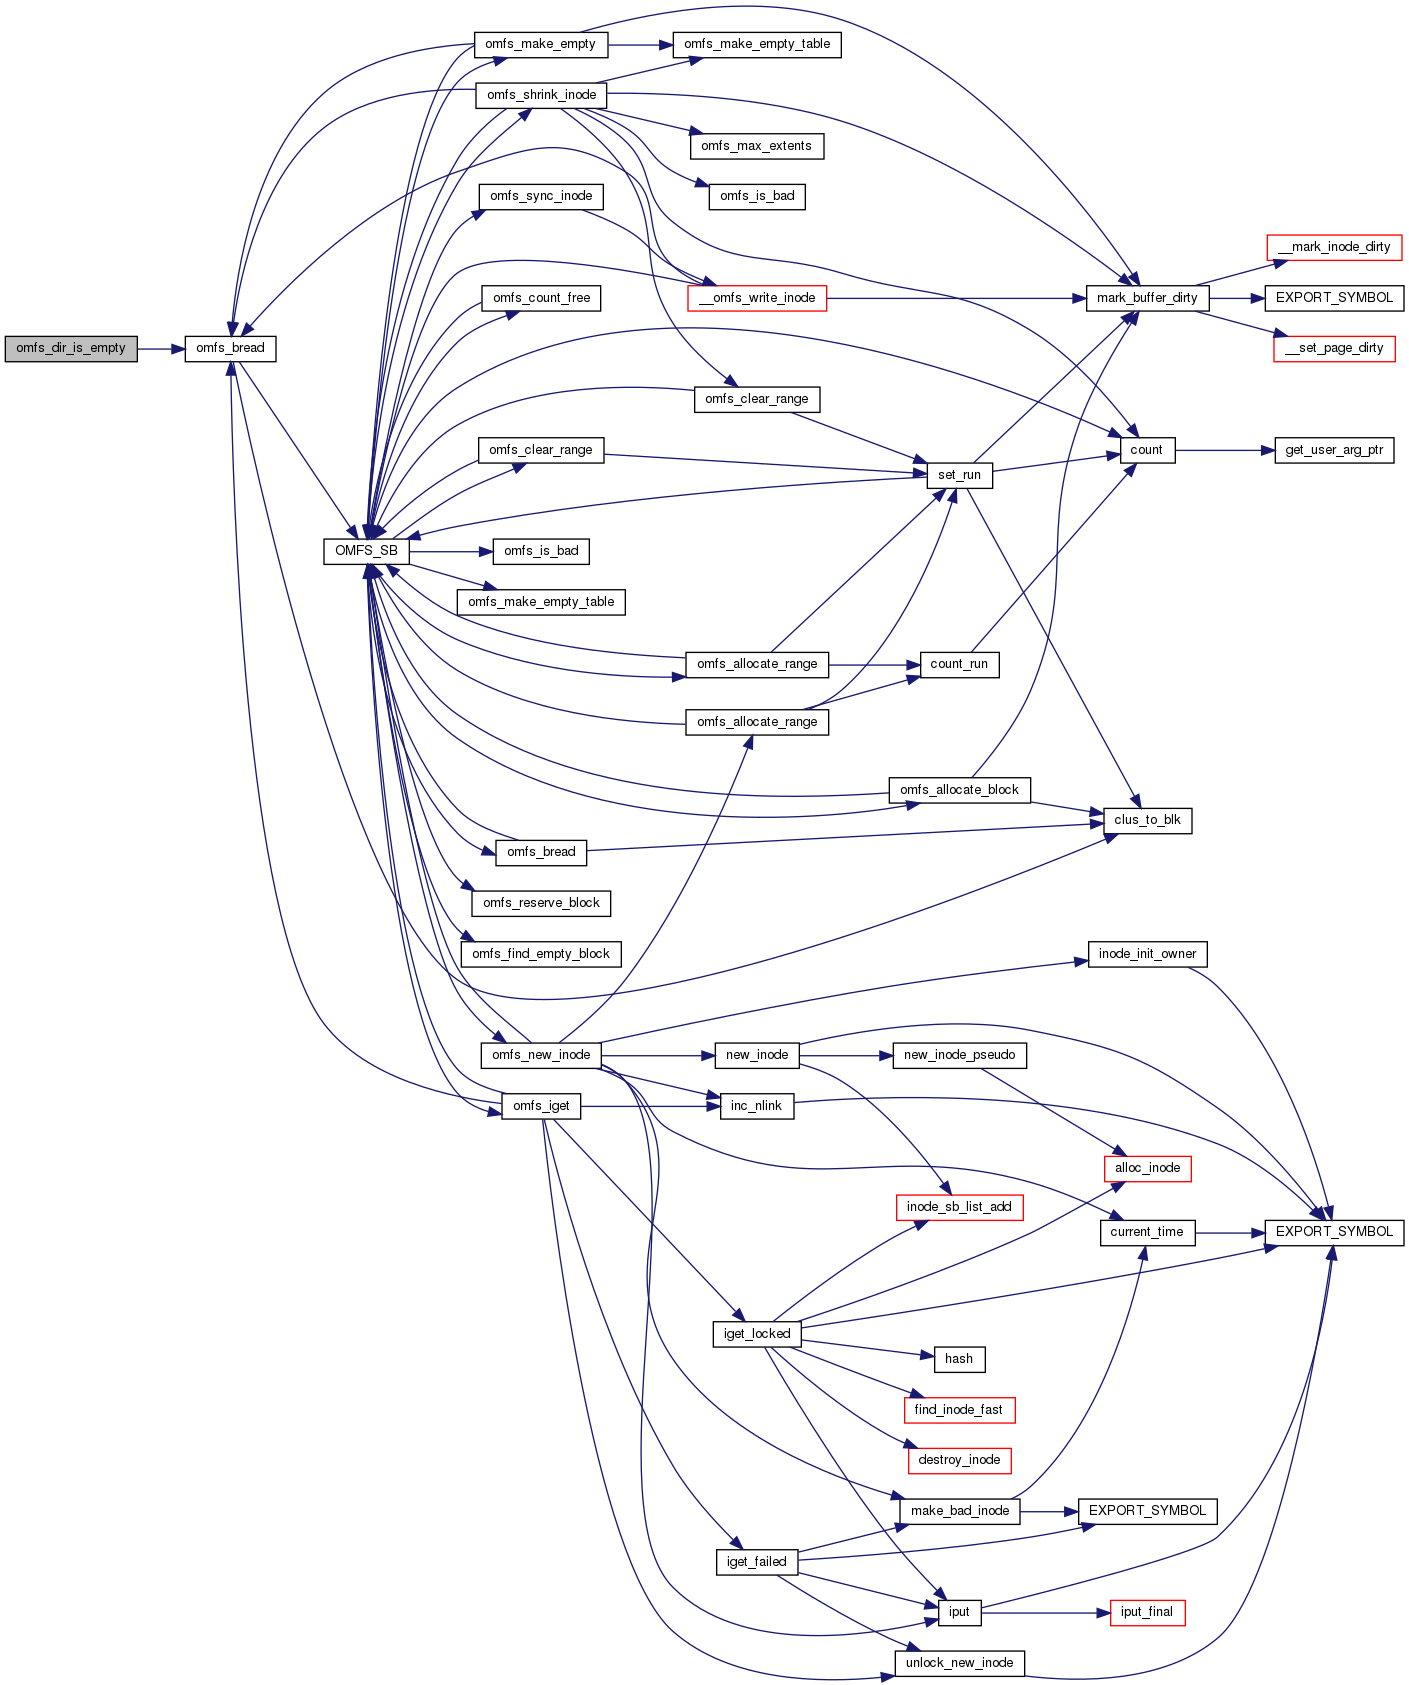 omfs_make_empty
omfs_make_empty_table
omfs_shrink_inode
omfs_max_extents
omfs_is_bad
omfs_sync_inode
__mark_inode_dirty
omfs_count_free
__omfs_write_inode
mark_buffer_dirty
EXPORT_SYMBOL
omfs_dir_is_empty
omfs_bread
__set_page_dirty
omfs_clear_range
omfs_clear_range
count
get_user_arg_ptr
set_run
OMFS_SB
omfs_is_bad
omfs_make_empty_table
omfs_allocate_range
count_run
omfs_allocate_range
omfs_allocate_block
clus_to_blk
omfs_bread
omfs_reserve_block
omfs_find_empty_block
inode_init_owner
omfs_new_inode
new_inode
new_inode_pseudo
omfs_iget
inc_nlink
alloc_inode
inode_sb_list_add
current_time
EXPORT_SYMBOL
iget_locked
hash
find_inode_fast
destroy_inode
make_bad_inode
EXPORT_SYMBOL
iget_failed
iput
iput_final
unlock_new_inode